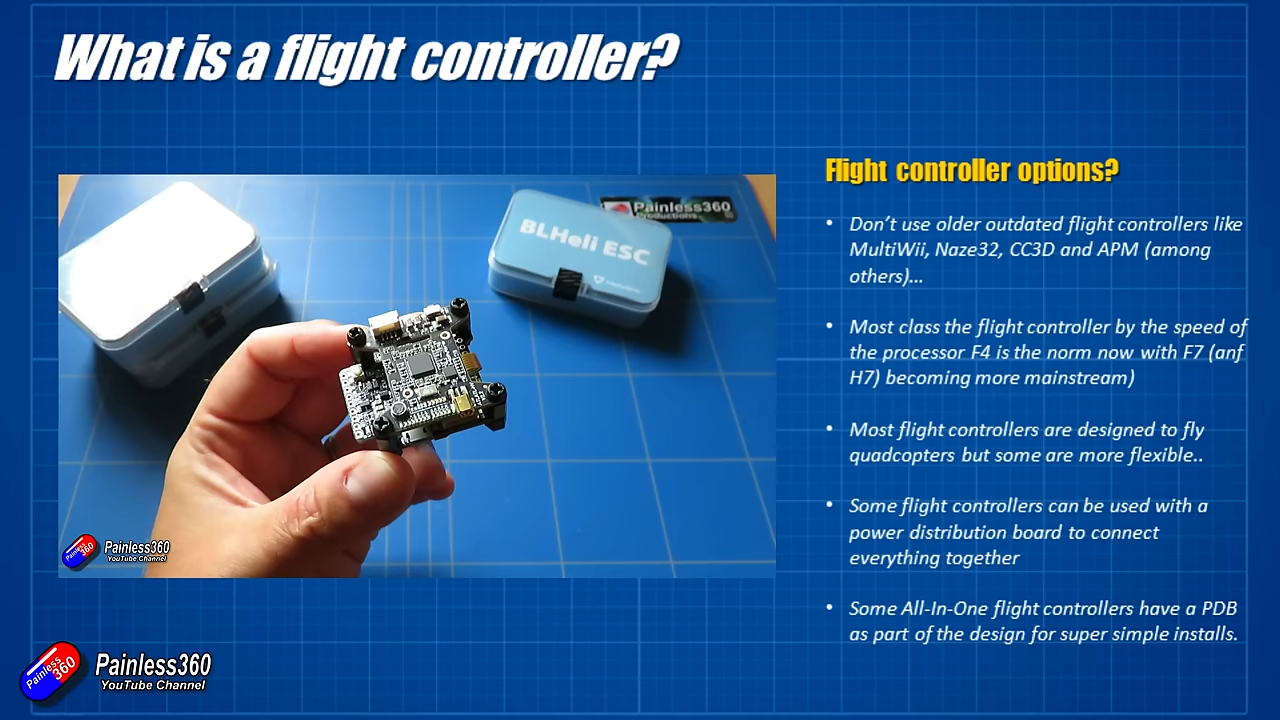 What is a flight controller?
Flight controller options?
• Don't use older outdated flight controllers like
MultiWii, Naze32, CC3D and APM (among
others)...
• Most class the flight controller by the speed of
the processor F4 is the norm now with F7 (anf
H7) becoming more mainstream)
• Most flight controllers are designed to fly
quadcopters but some are more flexible..
• Some flight controllers can be used with a
power distribution board to connect
everything together
• Some All-In-One flight controllers have a PDB
as part of the design for super simple installs.
Painless360
Productions
BLHeli ESC
Painless
360
Painless360
YouTube Channel
Painless
360
Painless360
YouTube Channel